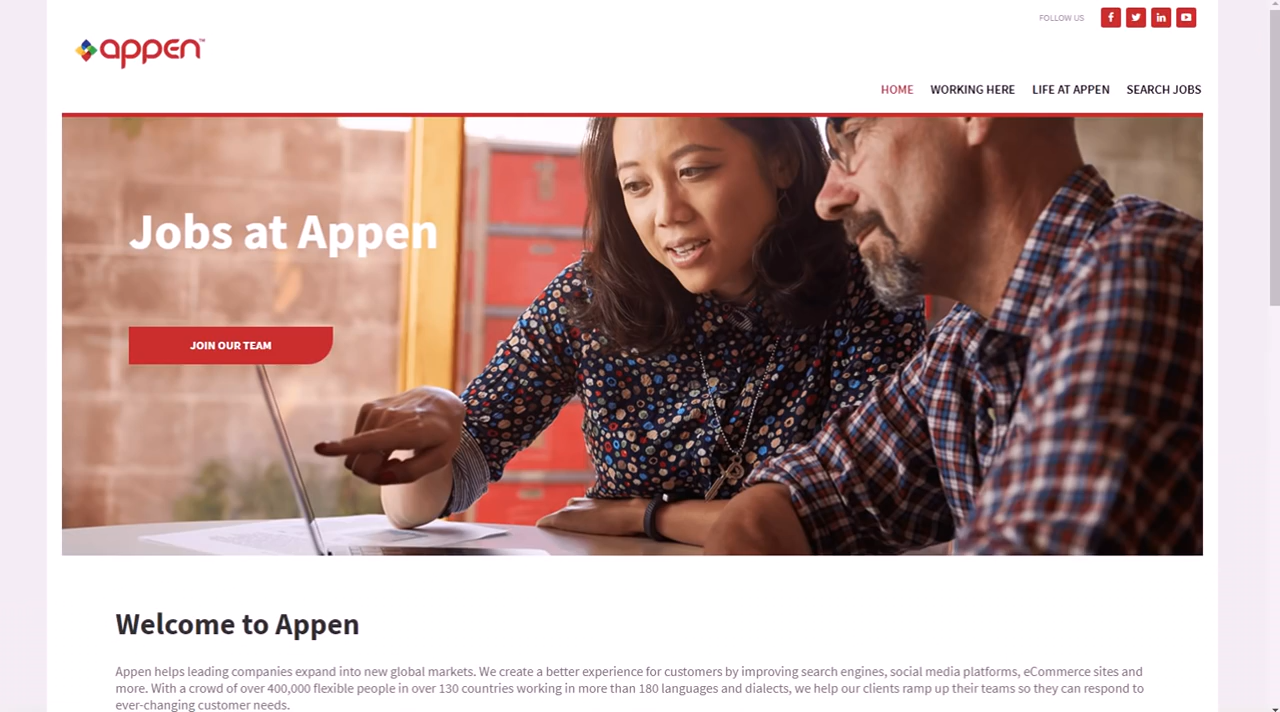 FOLLOW US
appen™
HOME WORKING HERE LIFE AT APPEN SEARCH JOBS
Jobs at Appen
JOIN OUR TEAM
Welcome to Appen
Appen helps leading companies expand into new global markets. We create a better experience for customers by improving search engines, social media platforms, eCommerce sites and
more. With a crowd of over 400,000 flexible people in over 130 countries working in more than 180 languages and dialects, we help our clients ramp up their teams so they can respond to
ever-changing customer needs.